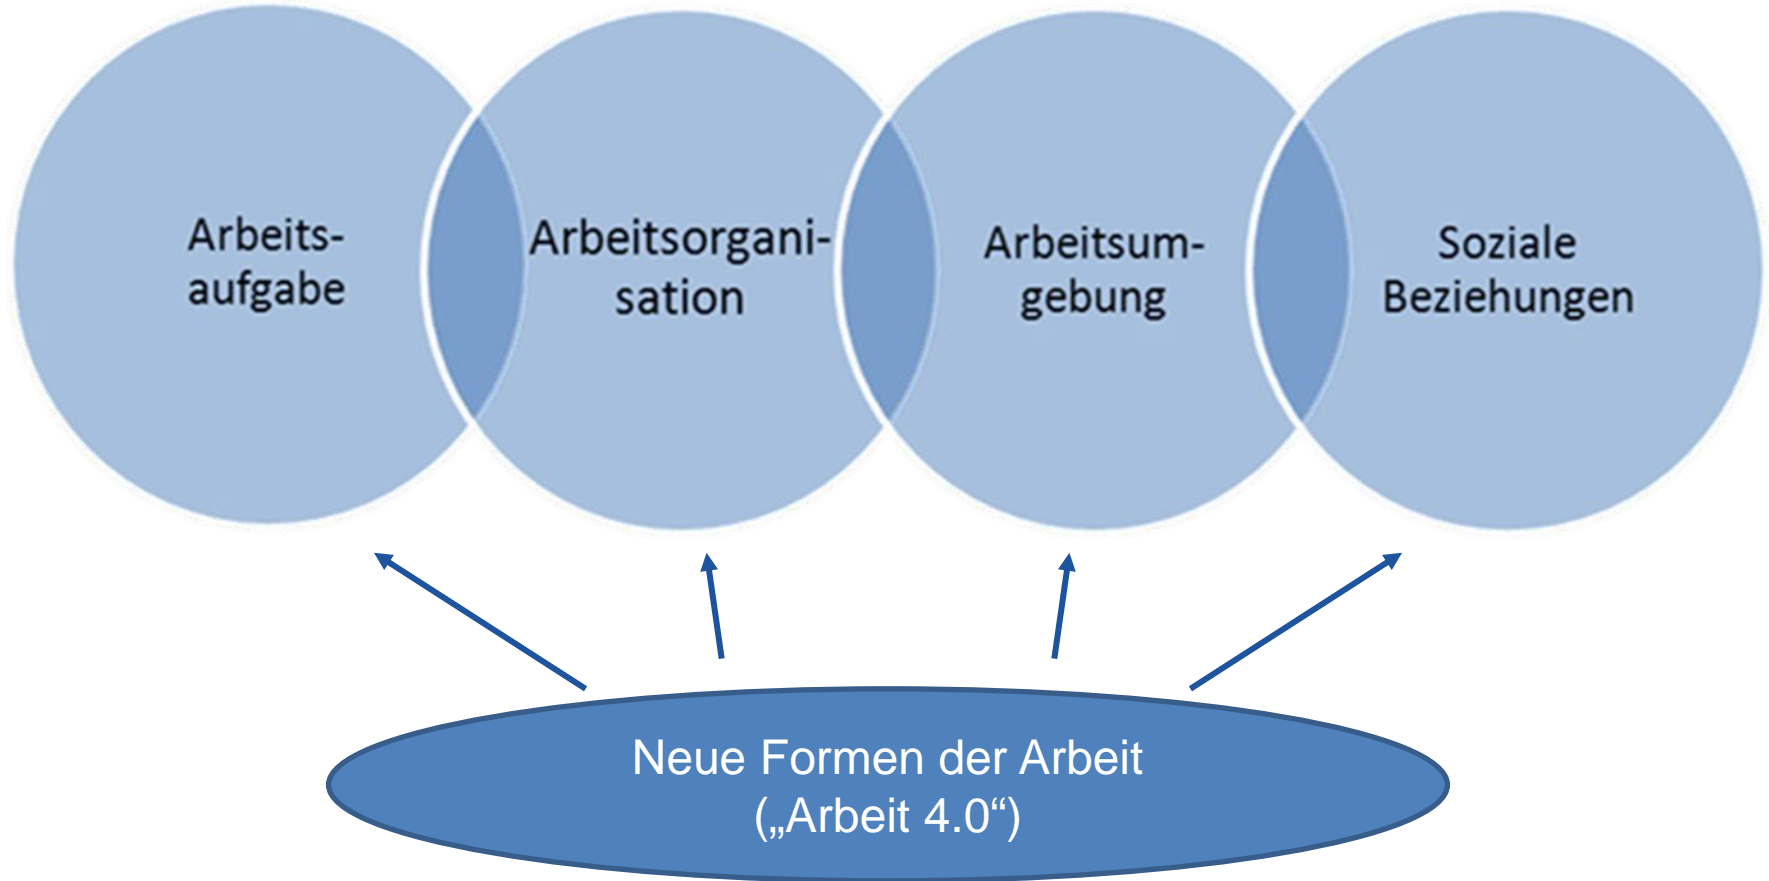 Arbeits-
aufgabe
Arbeitsorgani-
sation
Arbeitsum-
gebung
Soziale
Beziehungen
Neue Formen der Arbeit
(„Arbeit 4.0“)